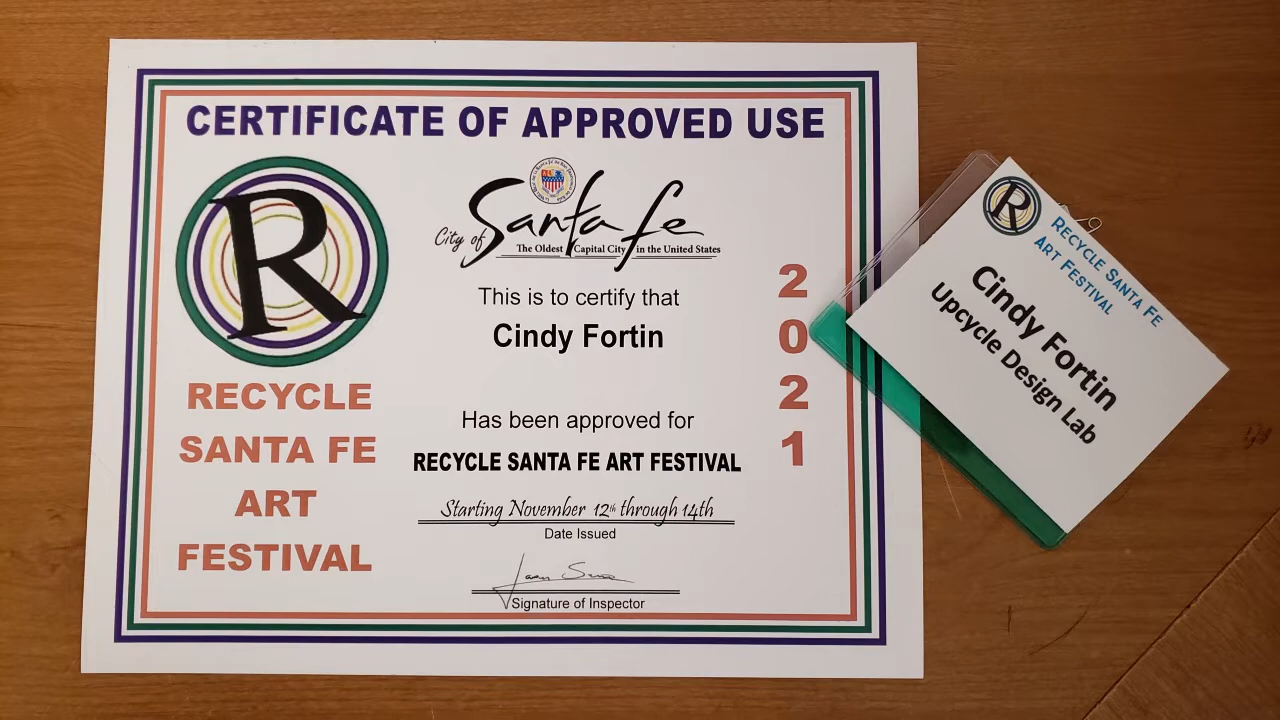 CERTIFICATE OF APPROVED USE
R
City of Santa Fe
The Oldest Capital City in the United States
This is to certify that
Cindy Fortin
Has been approved for
RECYCLE SANTA FE ART FESTIVAL
Starting November 12th through 14th
Date Issued
Signature of Inspector
RECYCLE
SANTA FE
ART
FESTIVAL
2
0
2
1
R
RECYCLE SANTA FE
ART FESTIVAL
Cindy Fortin
Upcycle Design Lab